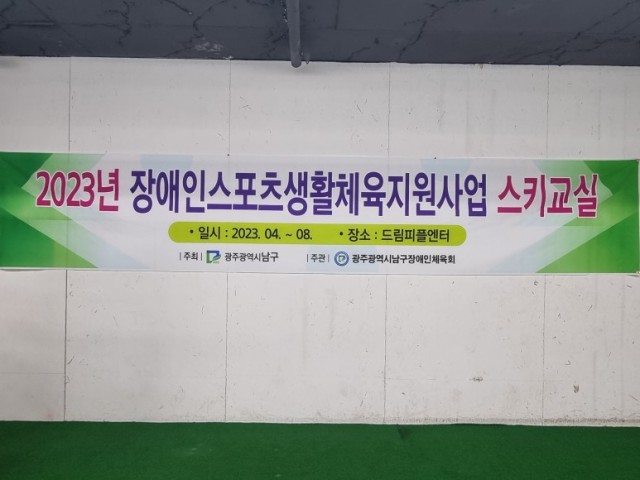 2023년 장애인스포츠생활체육지원사업 스키교실
• 일시 : 2023. 04. ~ 08. • 장소 : 드림피플엔터
| 주최 | 광주광역시남구 | 주관 | 광주광역시남구장애인체육회